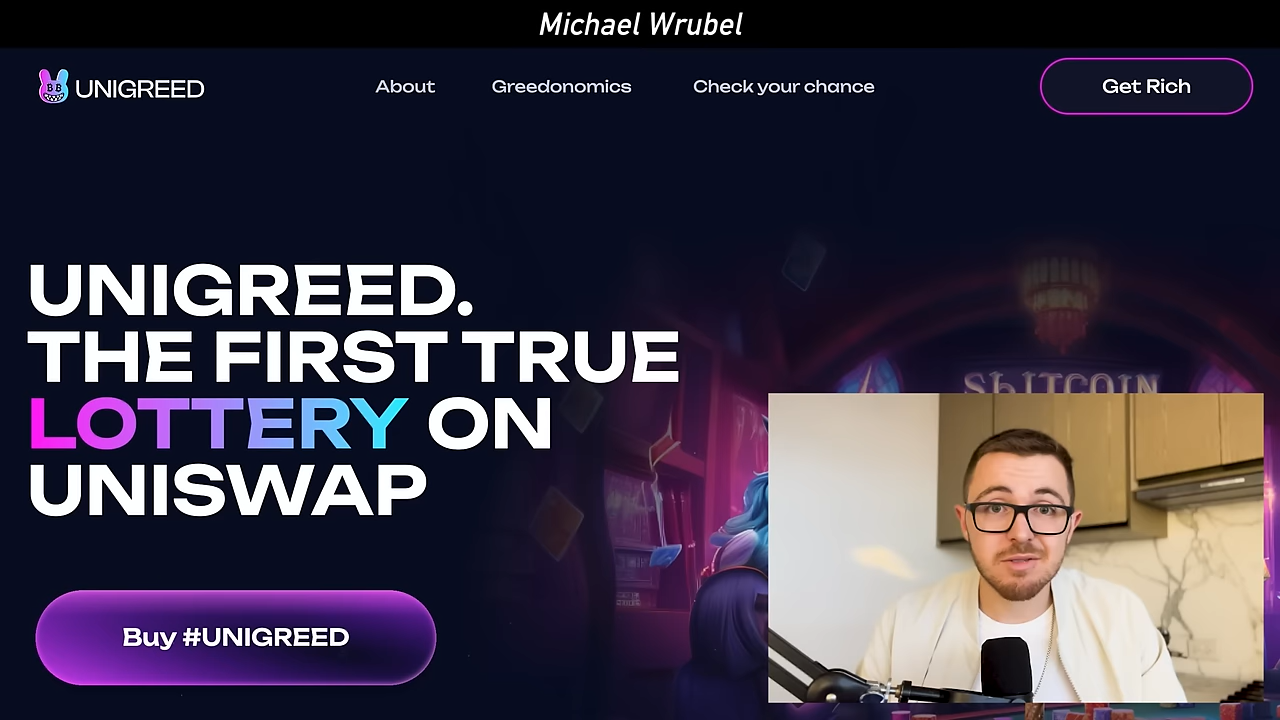 Michael Wrubel
UNIGREED
About
Greedonomics
Check your chance
Get Rich
UNIGREED.
THE FIRST TRUE
LOTTERY ON
UNISWAP
Buy #UNIGREED